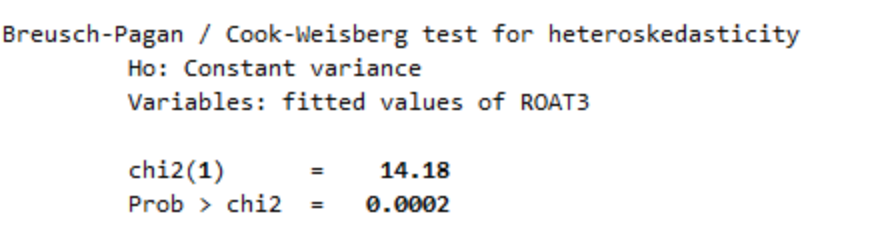 Breusch-Pagan / Cook-Weisberg test for heteroskedasticity
Ho: Constant variance
Variables: fitted values of ROAT3
chi2(1) = 14.18
Prob > chi2 = 0.0002